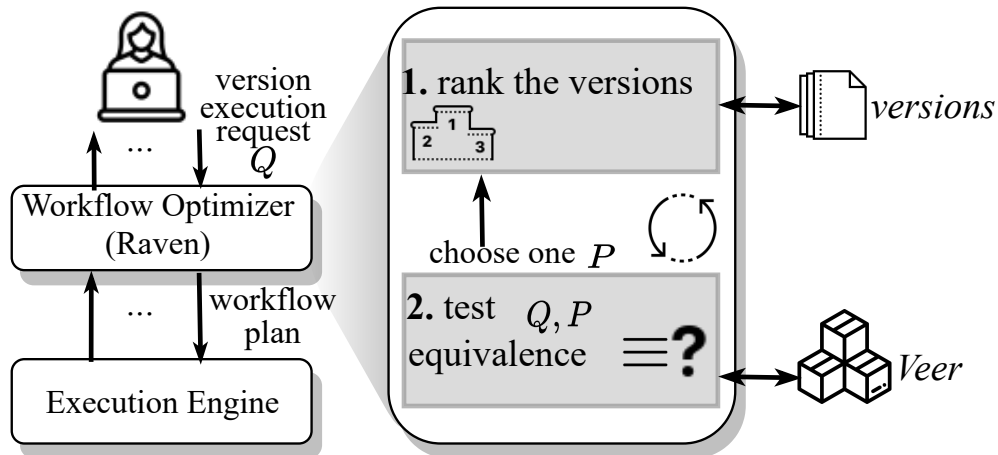 version
execution
request
Q
...
Workflow Optimizer
(Raven)
...
workflow
plan
Execution Engine
1. rank the versions
1
2
3
versions
choose one P
2. test Q, P
equivalence ≡?
Veer